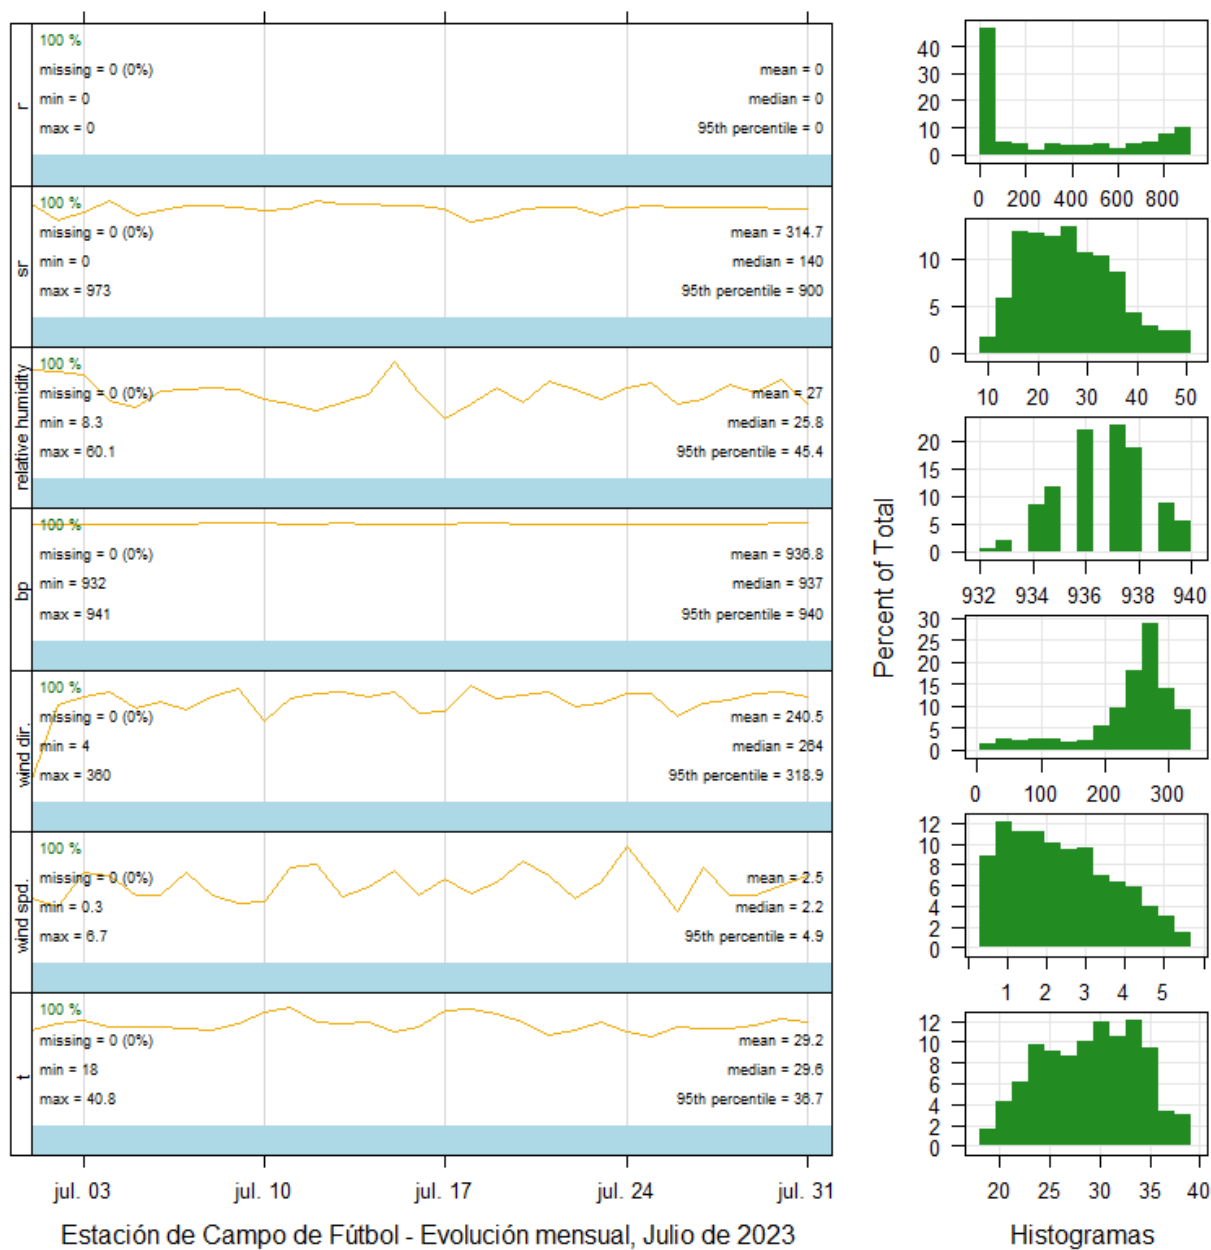 r
100 %
missing = 0 (0%)
min = 0
max = 0
mean = 0
median = 0
95th percentile = 0
sr
100 %
missing = 0 (0%)
min = 0
max = 973
mean = 314.7
median = 140
95th percentile = 900
relative humidity
100 %
missing = 0 (0%)
min = 8.3
max = 60.1
mean = 27
median = 25.8
95th percentile = 45.4
bp
100 %
missing = 0 (0%)
min = 932
max = 941
mean = 936.8
median = 937
95th percentile = 940
wind dir.
100 %
missing = 0 (0%)
min = 4
max = 360
mean = 240.5
median = 264
95th percentile = 318.9
wind spd.
100 %
missing = 0 (0%)
min = 0.3
max = 6.7
mean = 2.5
median = 2.2
95th percentile = 4.9
t
100 %
missing = 0 (0%)
min = 18
max = 40.8
mean = 29.2
median = 29.6
95th percentile = 36.7
jul. 03 jul. 10 jul. 17 jul. 24 jul. 31
Estación de Campo de Fútbol - Evolución mensual, Julio de 2023
Percent of Total
40
30
20
10
0
0 200 400 600 800
10
5
0
10 20 30 40 50
20
15
10
5
0
932 934 936 938 940
30
25
20
15
10
5
0
0 100 200 300
12
10
8
6
4
2
0
1 2 3 4 5
12
10
8
6
4
2
0
20 25 30 35 40
Histogramas